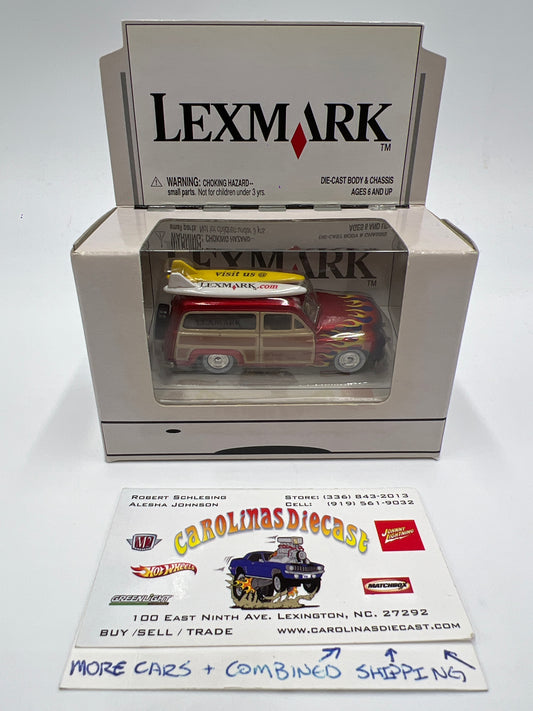 LEXMARK
TM
WARNING: CHOKING HAZARD--
small parts. Not for children under 3 yrs.
DIE-CAST BODY & CHASSIS
AGES 6 AND UP
visit us @
LEXMARK.com
LEXMARK
ROBERT SCHLESING
ALESHA JOHNSON
STORE: (336) 843-2013
CELL: (919) 561-9032
CAROLINAS DIECAST
M2
JOHNNY LIGHTNING
HOT WHEELS
MATCHBOX
GREENLIGHT
100 EAST NINTH AVE. LEXINGTON, NC. 27292
BUY /SELL / TRADE
WWW.CAROLINASDIECAST.COM
MORE CARS + COMBINED SHIPPING